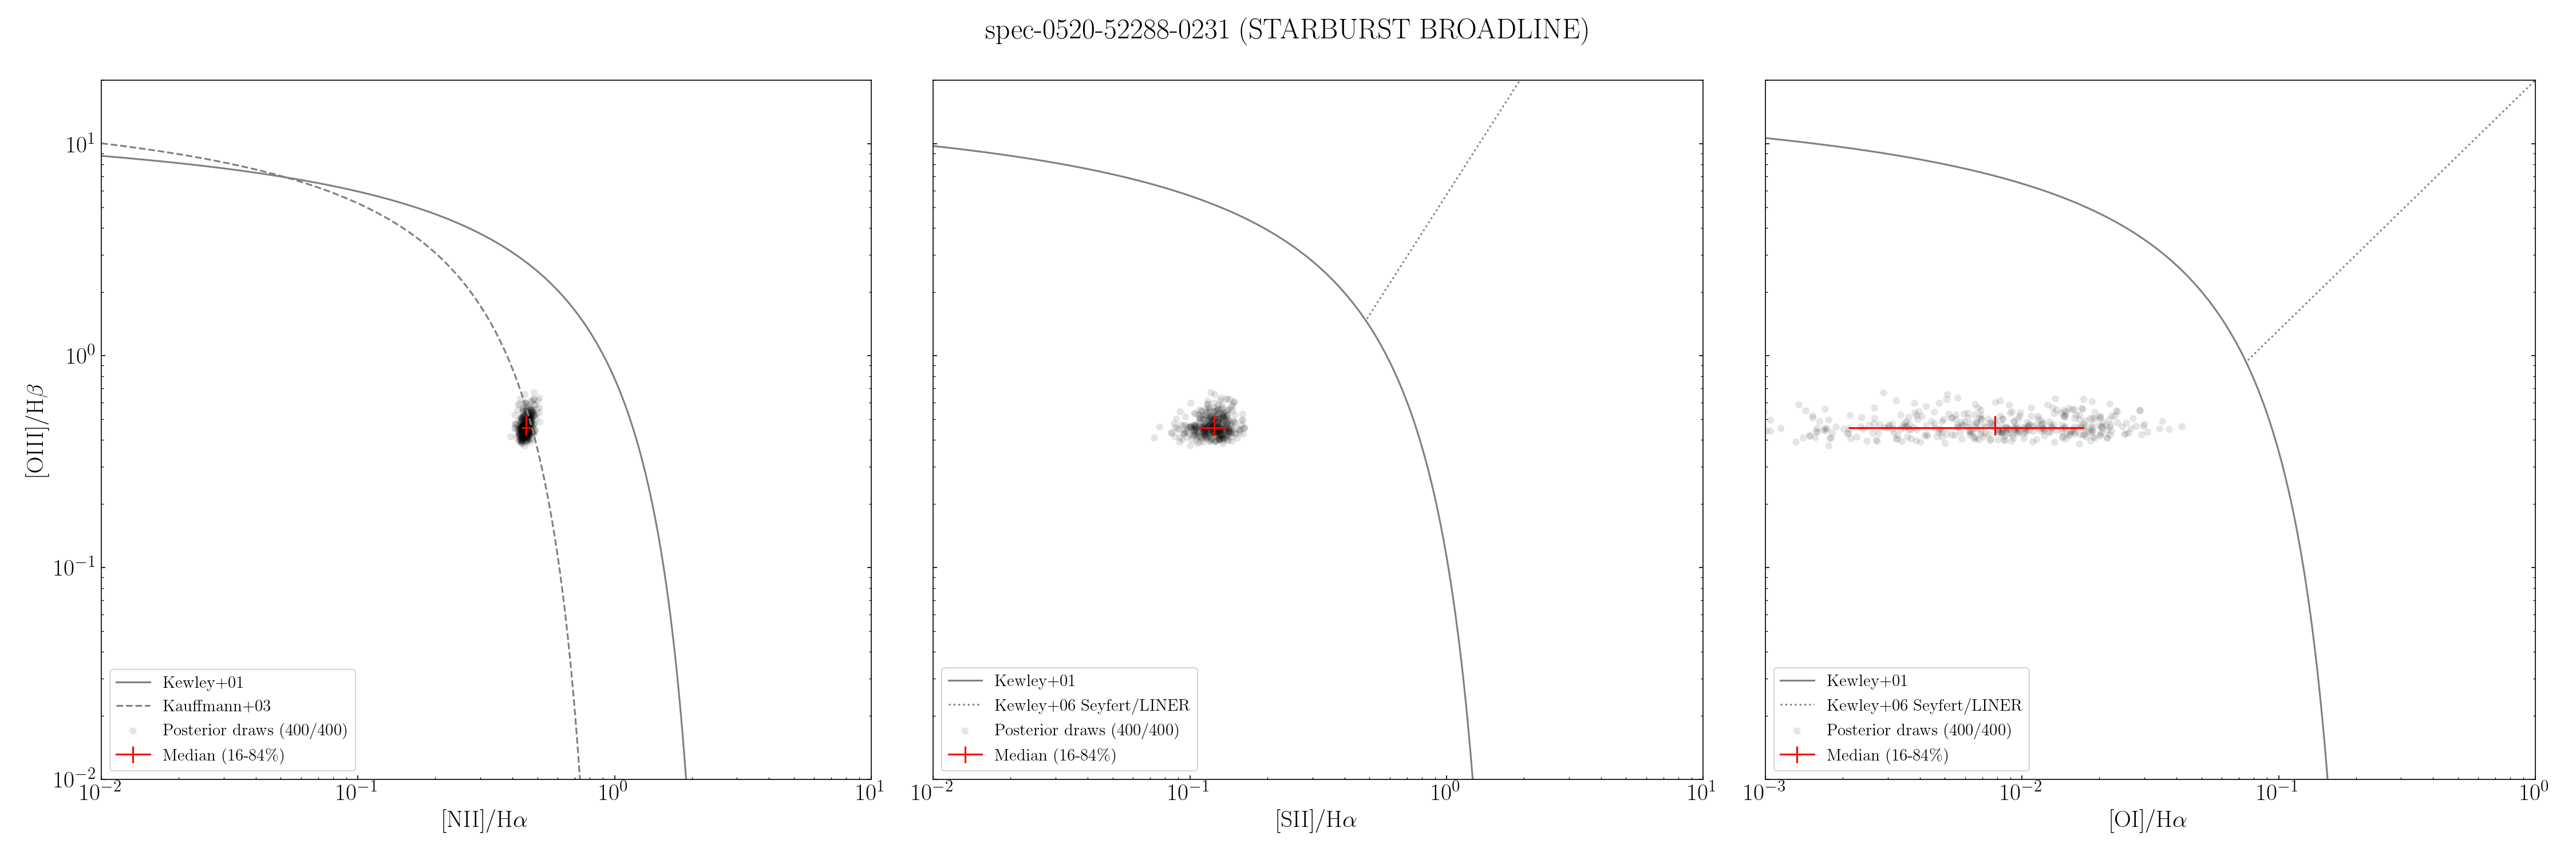 spec-0520-52288-0231 (STARBURST BROADLINE)
[OIII]/Hβ
10^1
10^0
10^−1
10^−2
10^−2 10^−1 10^0 10^1
[NII]/Hα
Kewley+01
Kauffmann+03
Posterior draws (400/400)
Median (16-84%)
10^−2 10^−1 10^0 10^1
[SII]/Hα
Kewley+01
Kewley+06 Seyfert/LINER
Posterior draws (400/400)
Median (16-84%)
10^−3 10^−2 10^−1 10^0
[OI]/Hα
Kewley+01
Kewley+06 Seyfert/LINER
Posterior draws (400/400)
Median (16-84%)